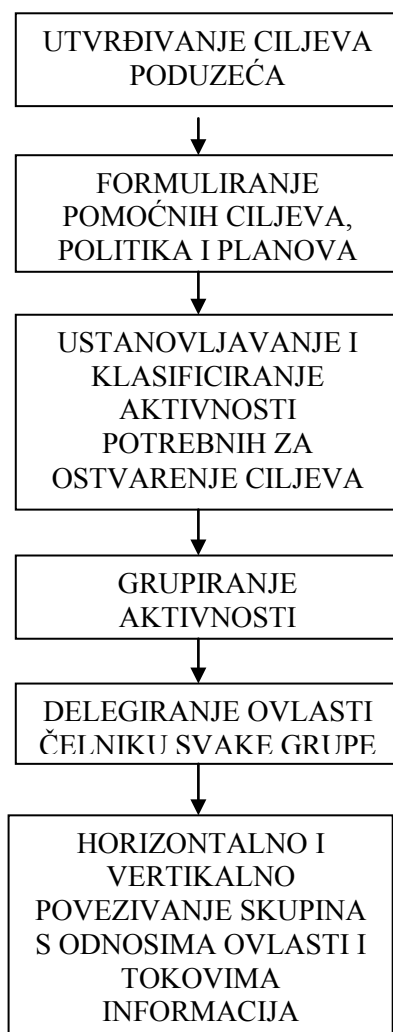 UTVRĐIVANJE CILJEVA
PODUZEĆA
FORMULIRANJE
POMOĆNIH CILJEVA,
POLITIKA I PLANOVA
USTANOVLJAVANJE I
KLASIFICIRANJE
AKTIVNOSTI
POTREBNIH ZA
OSTVARENJE CILJEVA
GRUPIRANJE
AKTIVNOSTI
DELEGIRANJE OVLASTI
ČELNIKU SVAKE GRUPE
HORIZONTALNO I
VERTIKALNO
POVEZIVANJE SKUPINA
S ODNOSIMA OVLASTI I
TOKOVIMA
INFORMACIJA